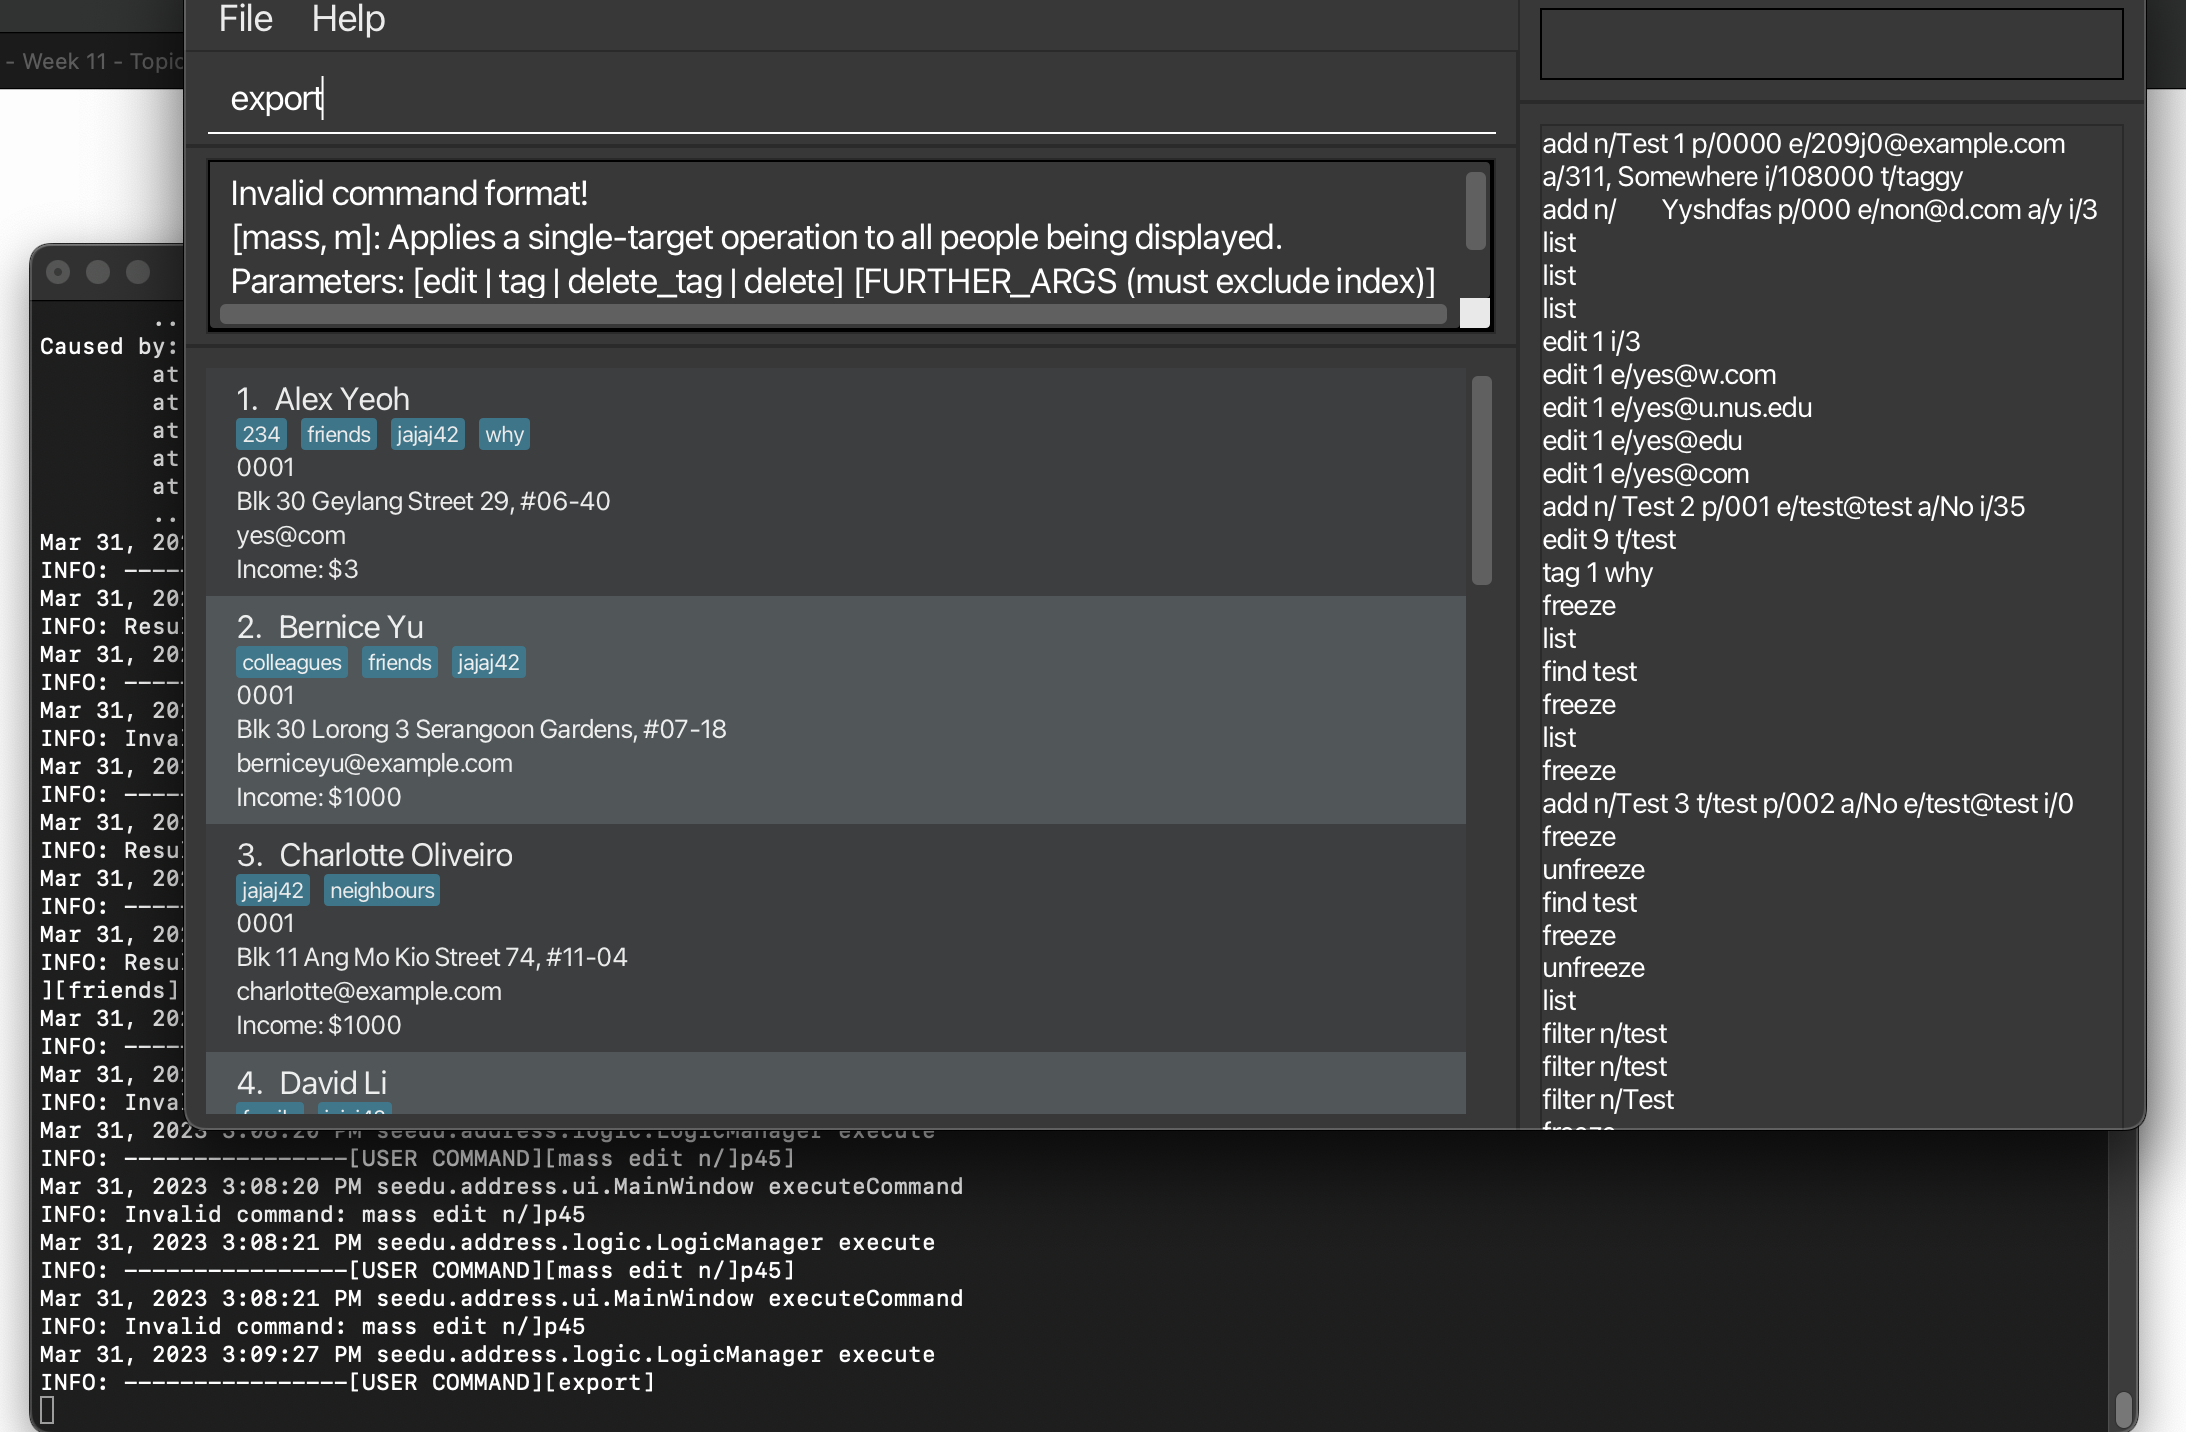 File Help
- Week 11 - Topic
export
Invalid command format!
[mass, m]: Applies a single-target operation to all people being displayed.
Parameters: [edit | tag | delete_tag | delete] [FURTHER_ARGS (must exclude index)]
1. Alex Yeoh
234 friends jajaj42 why
0001
Blk 30 Geylang Street 29, #06-40
yes@com
Income: $3
2. Bernice Yu
colleagues friends jajaj42
0001
Blk 30 Lorong 3 Serangoon Gardens, #07-18
berniceyu@example.com
Income: $1000
3. Charlotte Oliveiro
jajaj42 neighbours
0001
Blk 11 Ang Mo Kio Street 74, #11-04
charlotte@example.com
Income: $1000
4. David Li
add n/Test 1 p/0000 e/209j0@example.com
a/311, Somewhere i/108000 t/taggy
add n/ Yyshdfas p/000 e/non@d.com a/y i/3
list
list
list
edit 1 i/3
edit 1 e/yes@w.com
edit 1 e/yes@u.nus.edu
edit 1 e/yes@edu
edit 1 e/yes@com
add n/ Test 2 p/001 e/test@test a/No i/35
edit 9 t/test
tag 1 why
freeze
list
find test
freeze
list
freeze
add n/Test 3 t/test p/002 a/No e/test@test i/0
freeze
unfreeze
find test
freeze
unfreeze
list
filter n/test
filter n/test
filter n/Test
freeze
..
Caused by:
at
at
at
at
at
..
Mar 31, 20
INFO: ----
Mar 31, 20
INFO: Resu
Mar 31, 20
INFO: ----
Mar 31, 20
INFO: Inva
Mar 31, 20
INFO: ----
Mar 31, 20
INFO: Resu
Mar 31, 20
INFO: ----
Mar 31, 20
INFO: Resu
][friends]
Mar 31, 20
INFO: ----
Mar 31, 20
INFO: Inva
Mar 31, 2023 3:08:20 PM seedu.address.logic.LogicManager execute
INFO: ----------------[USER COMMAND][mass edit n/]p45]
Mar 31, 2023 3:08:20 PM seedu.address.ui.MainWindow executeCommand
INFO: Invalid command: mass edit n/]p45
Mar 31, 2023 3:08:21 PM seedu.address.logic.LogicManager execute
INFO: ----------------[USER COMMAND][mass edit n/]p45]
Mar 31, 2023 3:08:21 PM seedu.address.ui.MainWindow executeCommand
INFO: Invalid command: mass edit n/]p45
Mar 31, 2023 3:09:27 PM seedu.address.logic.LogicManager execute
INFO: ----------------[USER COMMAND][export]